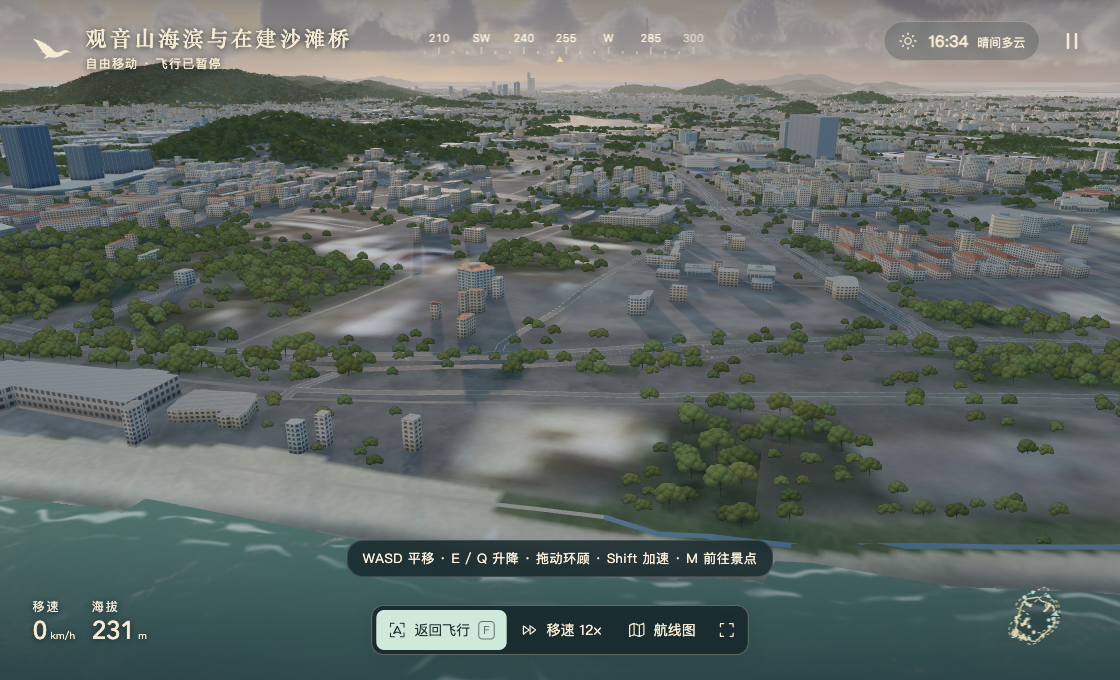 观音山海滨与在建沙滩桥
自由移动 · 飞行已暂停
210 SW 240 255 W 285 300
16:34 晴间多云
WASD 平移 · E / Q 升降 · 拖动环顾 · Shift 加速 · M 前往景点
移速 海拔
0 km/h 231 m
A 返回飞行 F 移速 12x 航线图